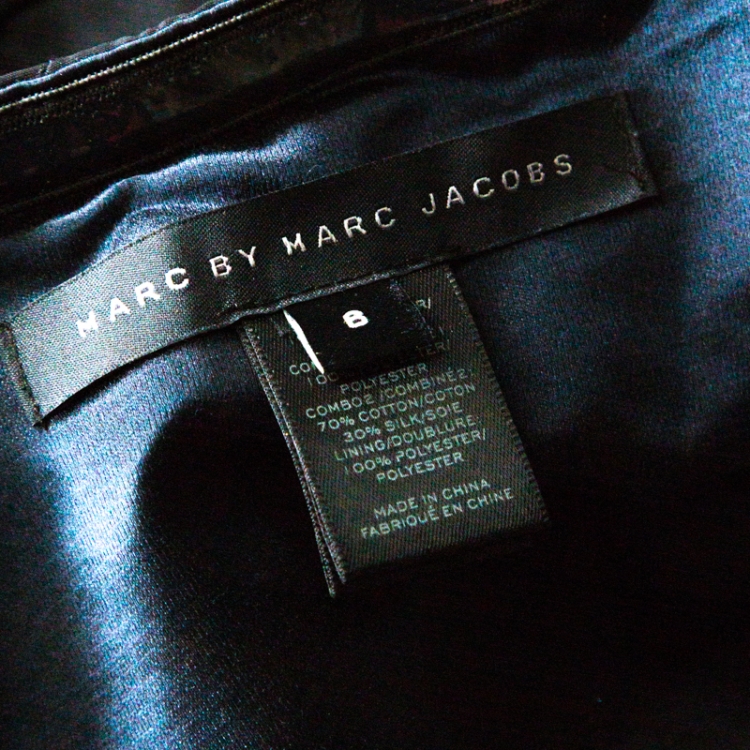 MARC BY MARC JACOBS
8
POLYESTER
COMBO2/COMBINÉ2:
70% COTTON/COTON
30% SILK/SOIE
LINING/DOUBLURE:
100% POLYESTER/
POLYESTER
MADE IN CHINA
FABRIQUÉ EN CHINE